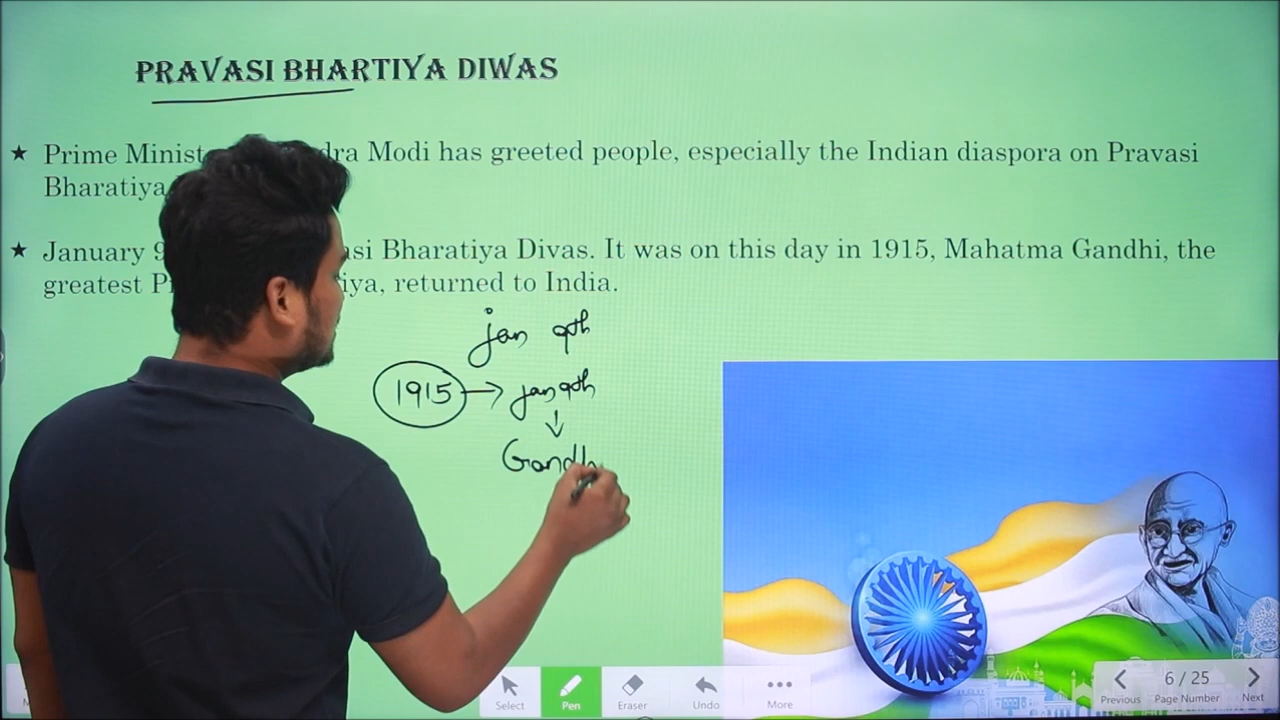 PRAVASI BHARTIYA DIWAS
★ Prime Minist dra Modi has greeted people, especially the Indian diaspora on Pravasi
Bharatiya
★ January 9 asi Bharatiya Divas. It was on this day in 1915, Mahatma Gandhi, the
greatest P iya, returned to India.
jan 9th
1915 → jan 9th
↓
Gandh
Select
Pen
Eraser
Undo
More
Previous
6 / 25
Page Number
Next